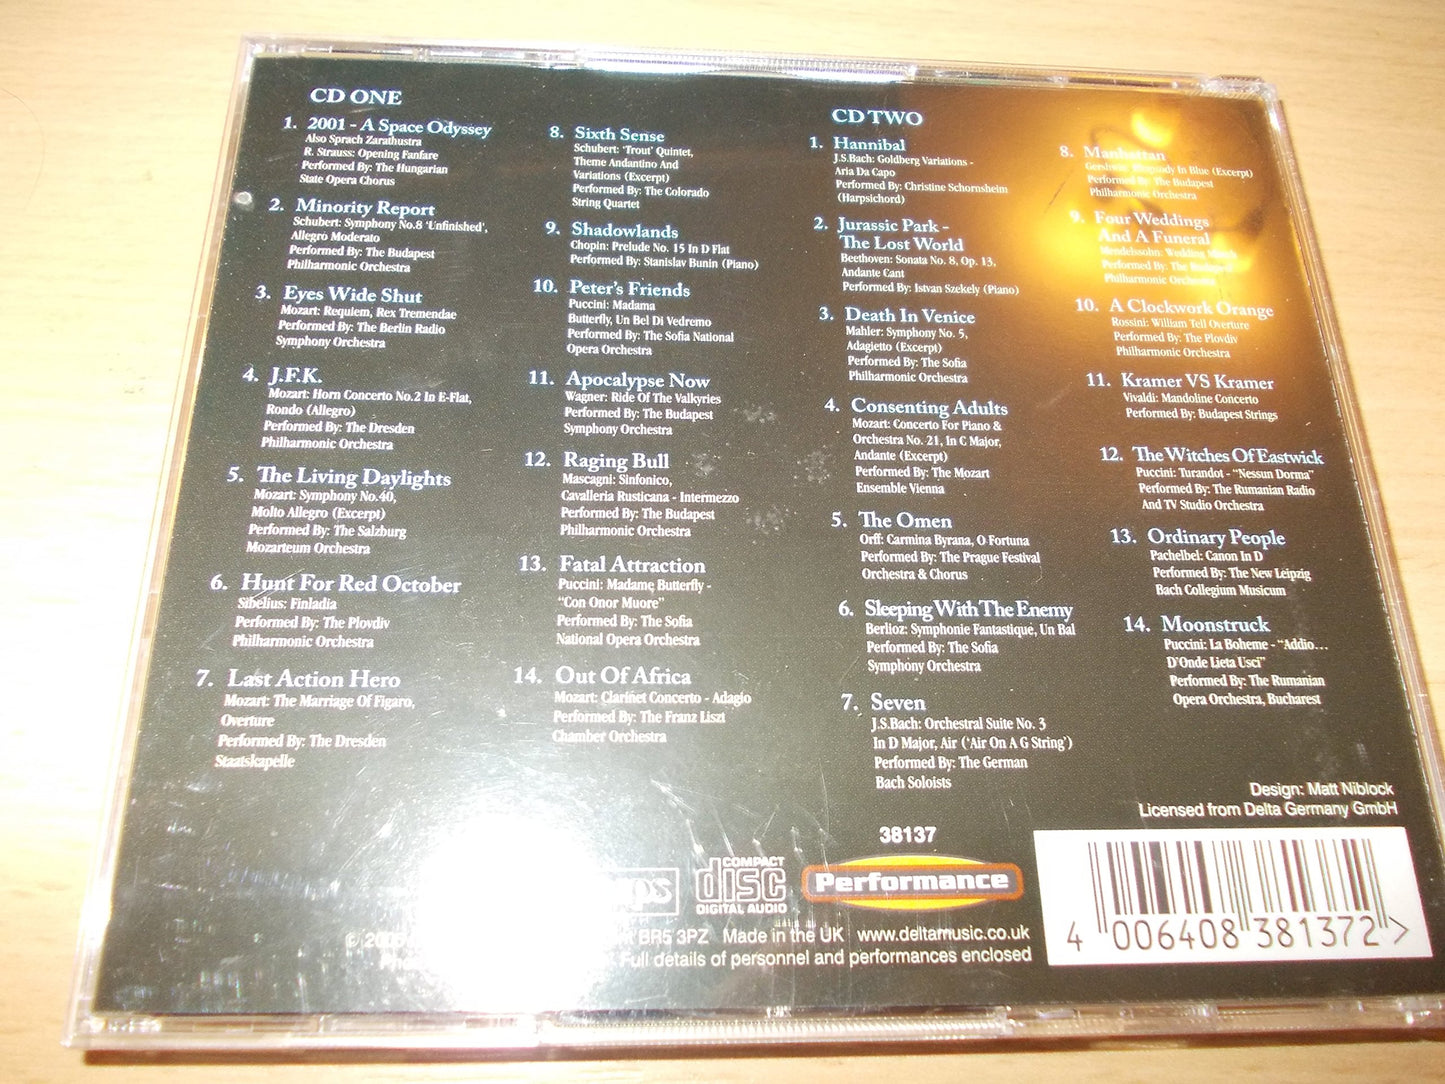 CD ONE
1. 2001 - A Space Odyssey
Also Sprach Zarathustra
R. Strauss: Opening Fanfare
Performed By: The Hungarian
State Opera Chorus
2. Minority Report
Schubert: Symphony No.8 'Unfinished',
Allegro Moderato
Performed By: The Budapest
Philharmonic Orchestra
3. Eyes Wide Shut
Mozart: Requiem, Rex Tremendae
Performed By: The Berlin Radio
Symphony Orchestra
4. J.F.K.
Mozart: Horn Concerto No.2 In E-Flat,
Rondo (Allegro)
Performed By: The Dresden
Philharmonic Orchestra
5. The Living Daylights
Mozart: Symphony No.40,
Molto Allegro (Excerpt)
Performed By: The Salzburg
Mozarteum Orchestra
6. Hunt For Red October
Sibelius: Finladia
Performed By: The Plovdiv
Philharmonic Orchestra
7. Last Action Hero
Mozart: The Marriage Of Figaro,
Overture
Performed By: The Dresden
Staatskapelle
8. Sixth Sense
Schubert: 'Trout' Quintet,
Theme Andantino And
Variations (Excerpt)
Performed By: The Colorado
String Quartet
9. Shadowlands
Chopin: Prelude No. 15 In D Flat
Performed By: Stanislav Bunin (Piano)
10. Peter's Friends
Puccini: Madama
Butterfly, Un Bel Di Vedremo
Performed By: The Sofia National
Opera Orchestra
11. Apocalypse Now
Wagner: Ride Of The Valkyries
Performed By: The Budapest
Symphony Orchestra
12. Raging Bull
Mascagni: Sinfonico,
Cavalleria Rusticana - Intermezzo
Performed By: The Budapest
Philharmonic Orchestra
13. Fatal Attraction
Puccini: Madame Butterfly -
"Con Onor Muore"
Performed By: The Sofia
National Opera Orchestra
14. Out Of Africa
Mozart: Clarinet Concerto - Adagio
Performed By: The Franz Liszt
Chamber Orchestra
CD TWO
1. Hannibal
J.S.Bach: Goldberg Variations -
Aria Da Capo
Performed By: Christine Schornsheim
(Harpsichord)
2. Jurassic Park -
The Lost World
Beethoven: Sonata No. 8, Op. 13,
Andante Cant
Performed By: Istvan Szekely (Piano)
3. Death In Venice
Mahler: Symphony No. 5,
Adagietto (Excerpt)
Performed By: The Sofia
Philharmonic Orchestra
4. Consenting Adults
Mozart: Concerto For Piano &
Orchestra No. 21, In C Major,
Andante (Excerpt)
Performed By: The Mozart
Ensemble Vienna
5. The Omen
Orff: Carmina Byrana, O Fortuna
Performed By: The Prague Festival
Orchestra & Chorus
6. Sleeping With The Enemy
Berlioz: Symphonie Fantastique, Un Bal
Performed By: The Sofia
Symphony Orchestra
7. Seven
J.S.Bach: Orchestral Suite No. 3
In D Major, Air ('Air On A G String')
Performed By: The German
Bach Soloists
8. Manhattan
Gershwin: Rhapsody In Blue (Excerpt)
Performed By: The Budapest
Philharmonic Orchestra
9. Four Weddings
And A Funeral
Mendelssohn: Wedding March
Performed By: The Budapest
Philharmonic Orchestra
10. A Clockwork Orange
Rossini: William Tell Overture
Performed By: The Plovdiv
Philharmonic Orchestra
11. Kramer VS Kramer
Vivaldi: Mandoline Concerto
Performed By: Budapest Strings
12. The Witches Of Eastwick
Puccini: Turandot - "Nessun Dorma"
Performed By: The Rumanian Radio
And TV Studio Orchestra
13. Ordinary People
Pachelbel: Canon In D
Performed By: The New Leipzig
Bach Collegium Musicum
14. Moonstruck
Puccini: La Boheme - "Addio...
D'Onde Lieta Usci"
Performed By: The Rumanian
Opera Orchestra, Bucharest
Design: Matt Niblock
Licensed from Delta Germany GmbH
38137
COMPACT
disc
DIGITAL AUDIO
Performance
© BR5 3PZ Made in the UK www.deltamusic.co.uk
Full details of personnel and performances enclosed
4 006408 381372 >